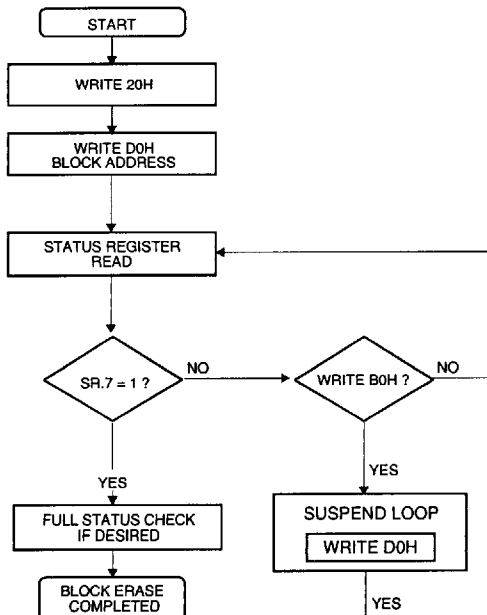 START
WRITE 20H
WRITE D0H
BLOCK ADDRESS
STATUS REGISTER
READ
SR.7 = 1 ?
NO
WRITE B0H ?
NO
YES
YES
FULL STATUS CHECK
IF DESIRED
SUSPEND LOOP
WRITE D0H
BLOCK ERASE
COMPLETED
YES